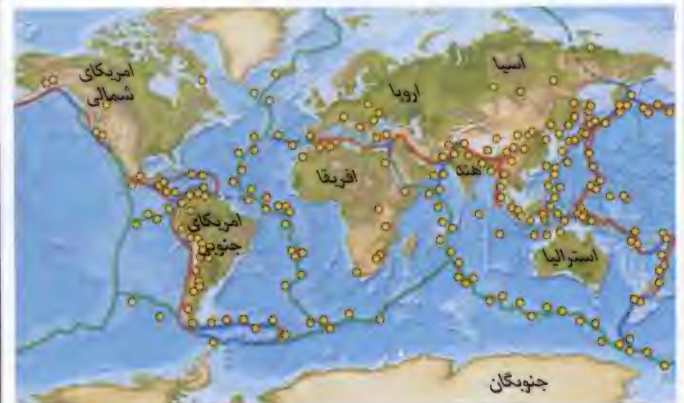 امریکای
شمالی
اروپا
آسیا
افریقا
هند
امریکای
جنوبی
استرالیا
جنوبگان